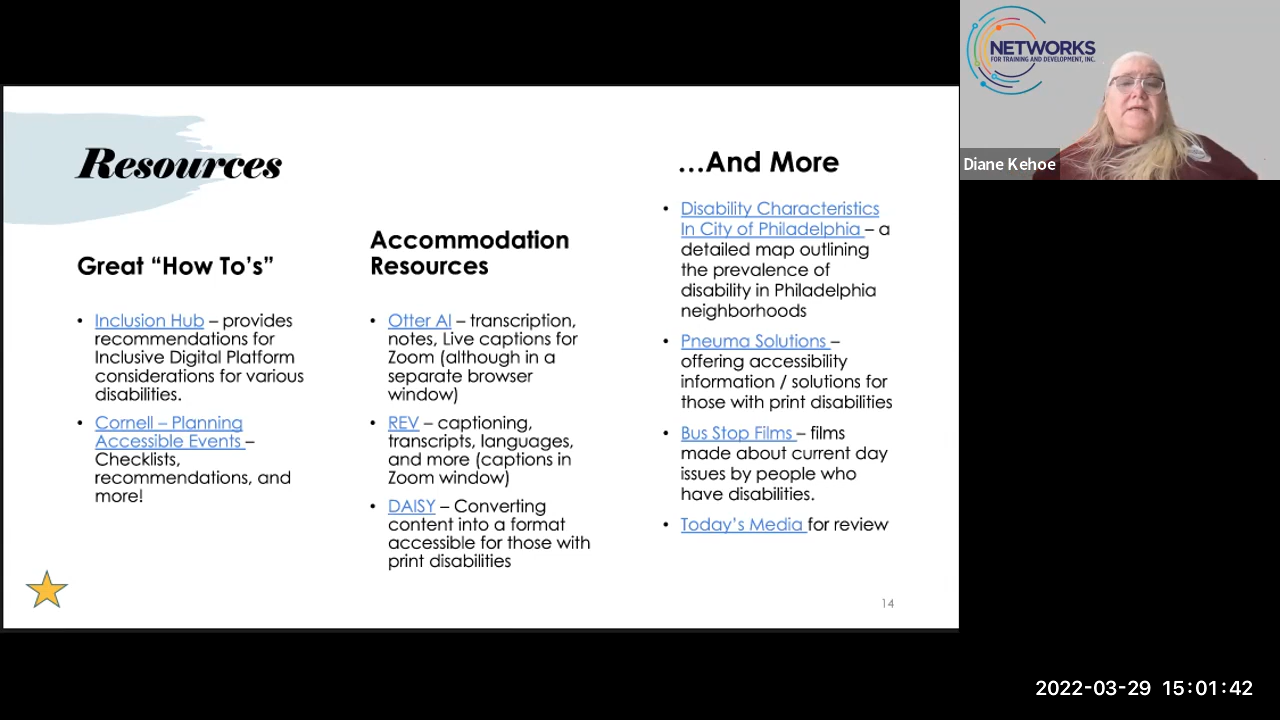 Resources
Great “How To’s”
• Inclusion Hub – provides
recommendations for
Inclusive Digital Platform
considerations for various
disabilities.
• Cornell – Planning
Accessible Events –
Checklists,
recommendations, and
more!
Accommodation
Resources
• Otter AI – transcription,
notes, Live captions for
Zoom (although in a
separate browser
window)
• REV – captioning,
transcripts, languages,
and more (captions in
Zoom window)
• DAISY – Converting
content into a format
accessible for those with
print disabilities
...And More
• Disability Characteristics
In City of Philadelphia – a
detailed map outlining
the prevalence of
disability in Philadelphia
neighborhoods
• Pneuma Solutions –
offering accessibility
information / solutions for
those with print disabilities
• Bus Stop Films – films
made about current day
issues by people who
have disabilities.
• Today’s Media for review
14
NETWORKS
FOR TRAINING AND DEVELOPMENT, INC.
Diane Kehoe
2022-03-29 15:01:42